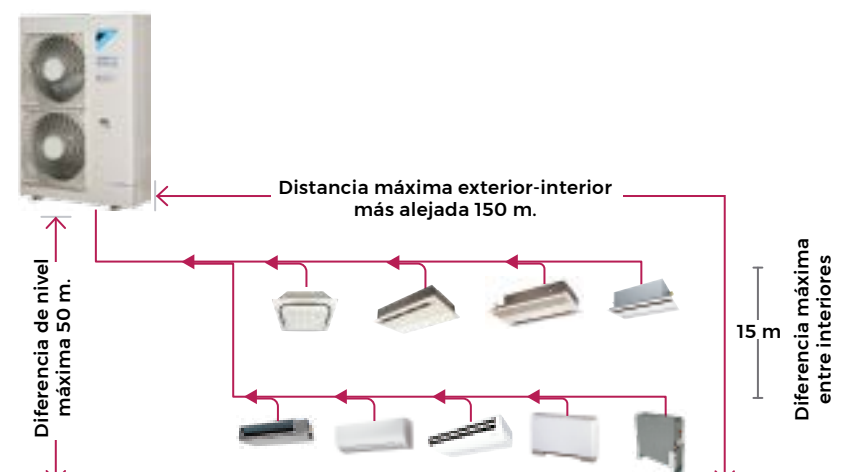 Distancia máxima exterior-interior
más alejada 150 m.
Diferencia de nivel
máxima 50 m.
15 m
Diferencia máxima
entre interiores